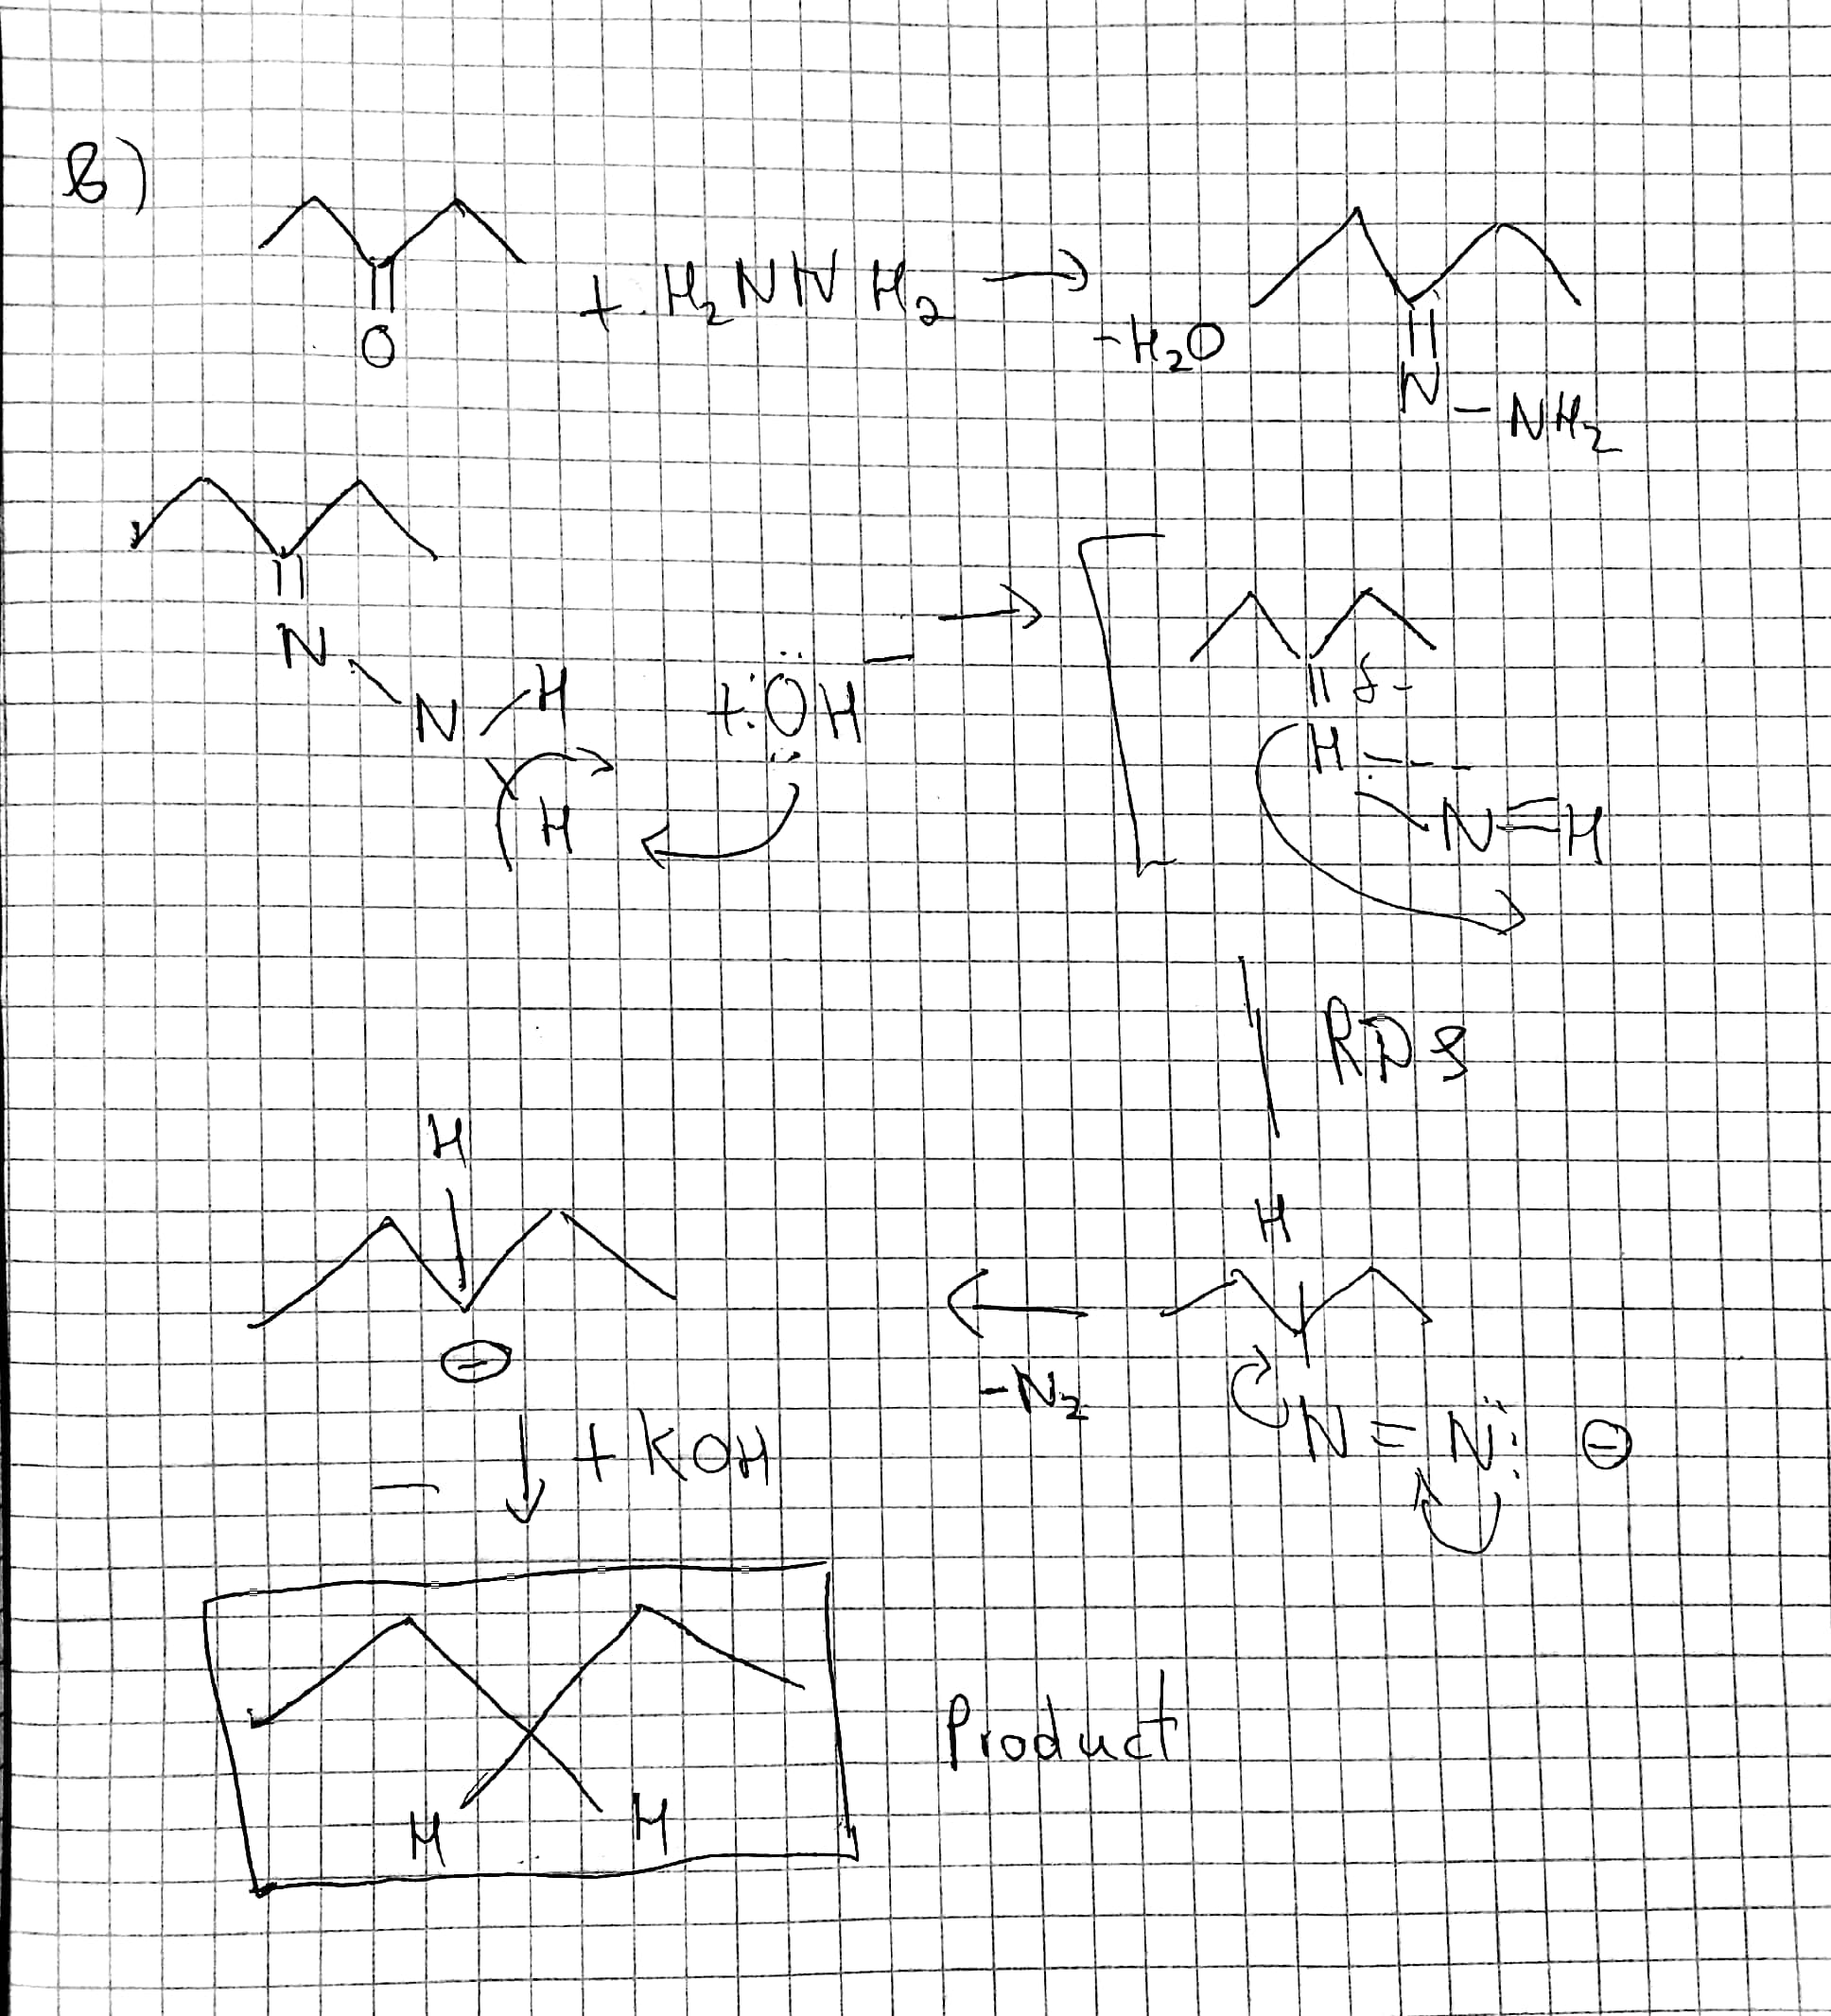 в)
O + H₂NNH₂ → -H₂O N-NH₂
N N H H + :ÖH⁻ →
δ- H --- N=H
RDS
H
⊖
H
-N₂
N=N: ⊖
+ KOH
H H
Product